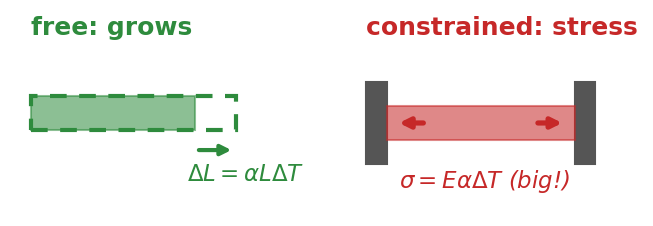 free: grows
constrained: stress
ΔL = αLΔT
σ = EαΔT (big!)